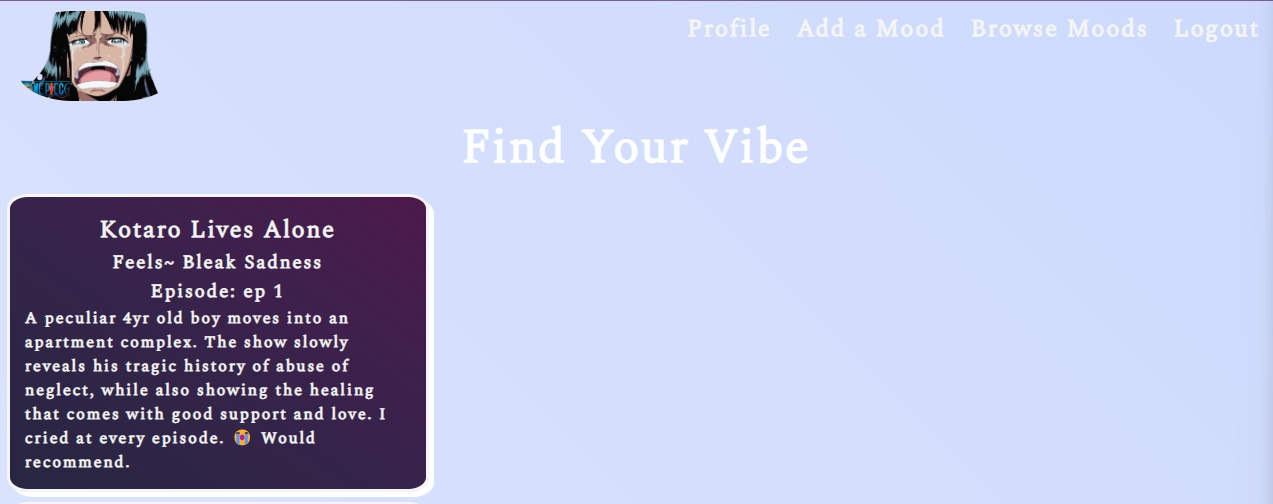 Profile Add a Mood Browse Moods Logout
Find Your Vibe
Kotaro Lives Alone
Feels~ Bleak Sadness
Episode: ep 1
A peculiar 4yr old boy moves into an
apartment complex. The show slowly
reveals his tragic history of abuse of
neglect, while also showing the healing
that comes with good support and love. I
cried at every episode. 😭 Would
recommend.